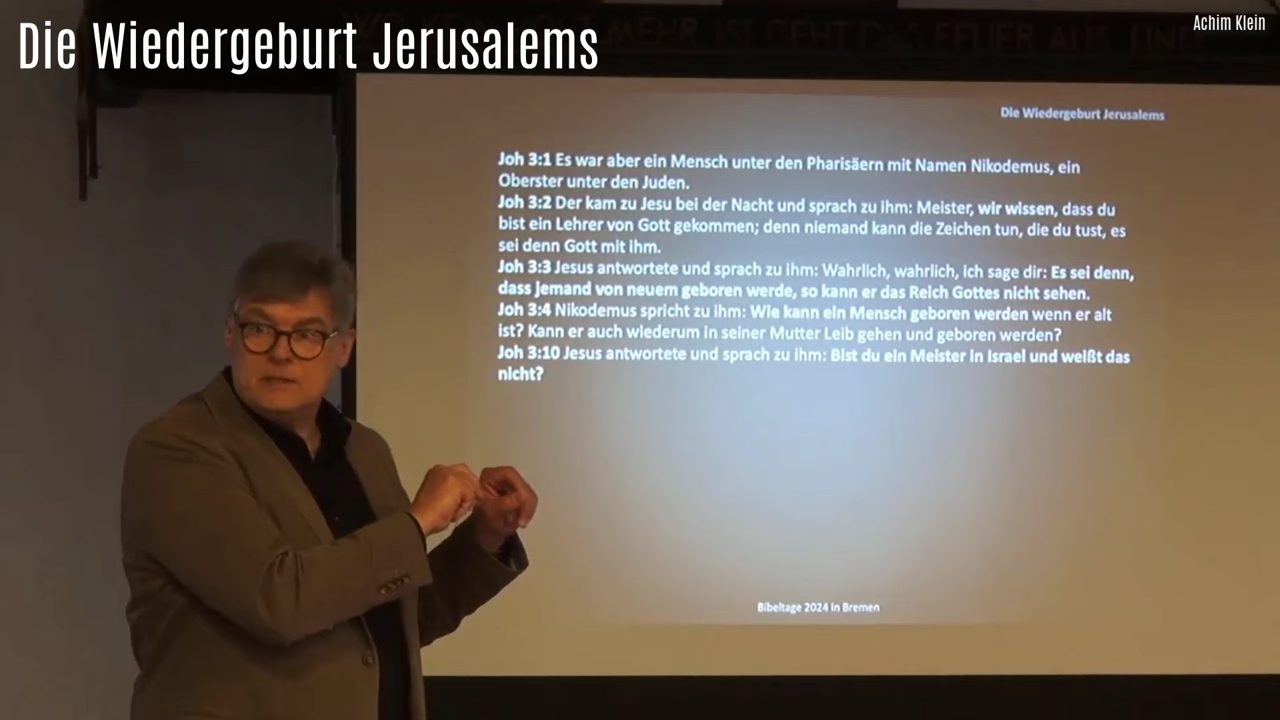 Die Wiedergeburt Jerusalems
Achim Klein
MEHR IST GEHT DAS FEUER AUS, UND
Die Wiedergeburt Jerusalems
Joh 3:1 Es war aber ein Mensch unter den Pharisäern mit Namen Nikodemus, ein
Oberster unter den Juden.
Joh 3:2 Der kam zu Jesu bei der Nacht und sprach zu ihm: Meister, wir wissen, dass du
bist ein Lehrer von Gott gekommen; denn niemand kann die Zeichen tun, die du tust, es
sei denn Gott mit ihm.
Joh 3:3 Jesus antwortete und sprach zu ihm: Wahrlich, wahrlich, ich sage dir: Es sei denn,
dass jemand von neuem geboren werde, so kann er das Reich Gottes nicht sehen.
Joh 3:4 Nikodemus spricht zu ihm: Wie kann ein Mensch geboren werden wenn er alt
ist? Kann er auch wiederum in seiner Mutter Leib gehen und geboren werden?
Joh 3:10 Jesus antwortete und sprach zu ihm: Bist du ein Meister in Israel und weißt das
nicht?
Bibeltage 2024 in Bremen